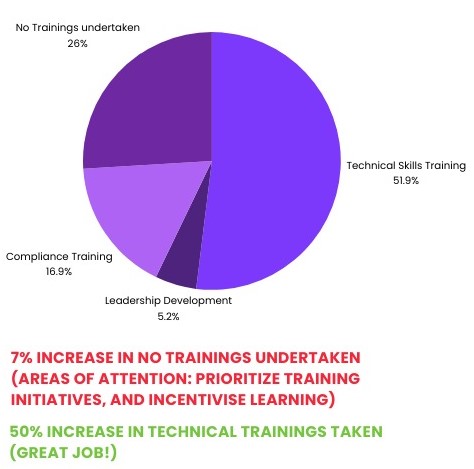 No Trainings undertaken
26%
Technical Skills Training
51.9%
Compliance Training
16.9%
Leadership Development
5.2%
7% INCREASE IN NO TRAININGS UNDERTAKEN
(AREAS OF ATTENTION: PRIORITIZE TRAINING
INITIATIVES, AND INCENTIVISE LEARNING)
50% INCREASE IN TECHNICAL TRAININGS TAKEN
(GREAT JOB!)